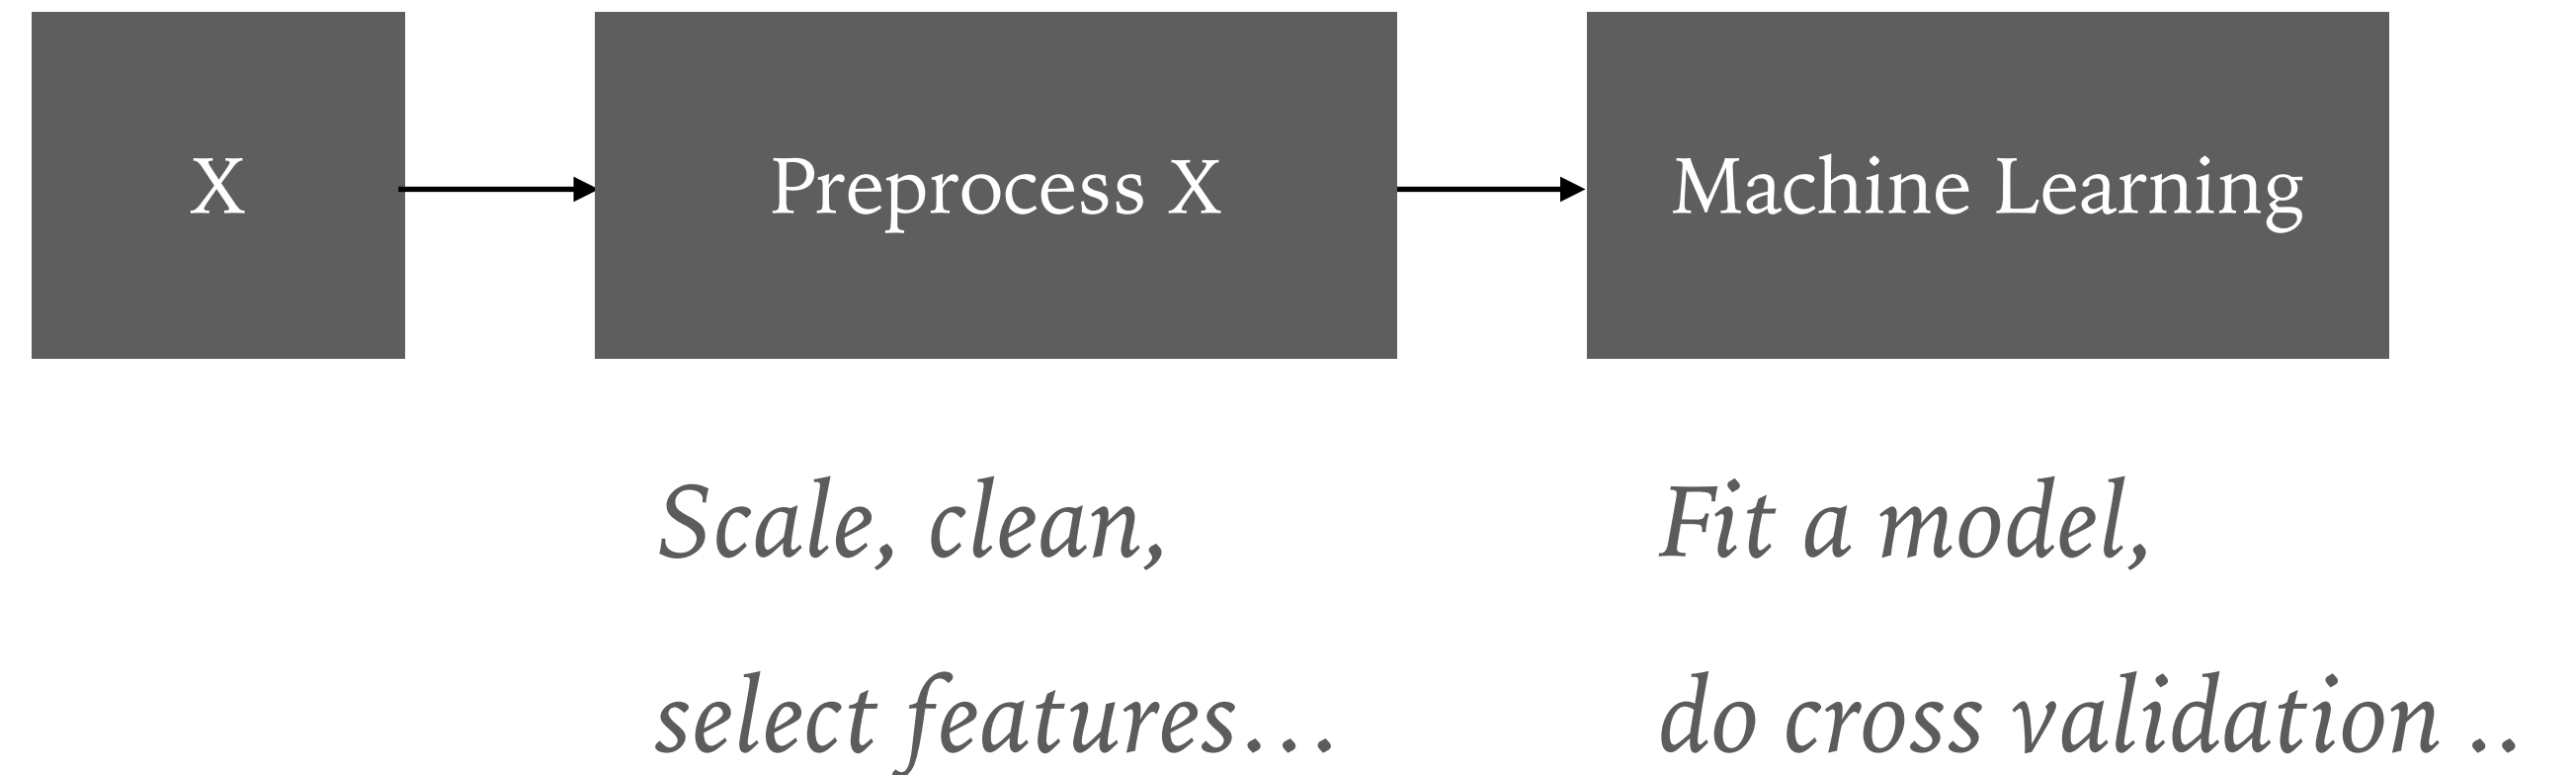 X
Preprocess X
Machine Learning
Scale, clean,
select features...
Fit a model,
do cross validation ..